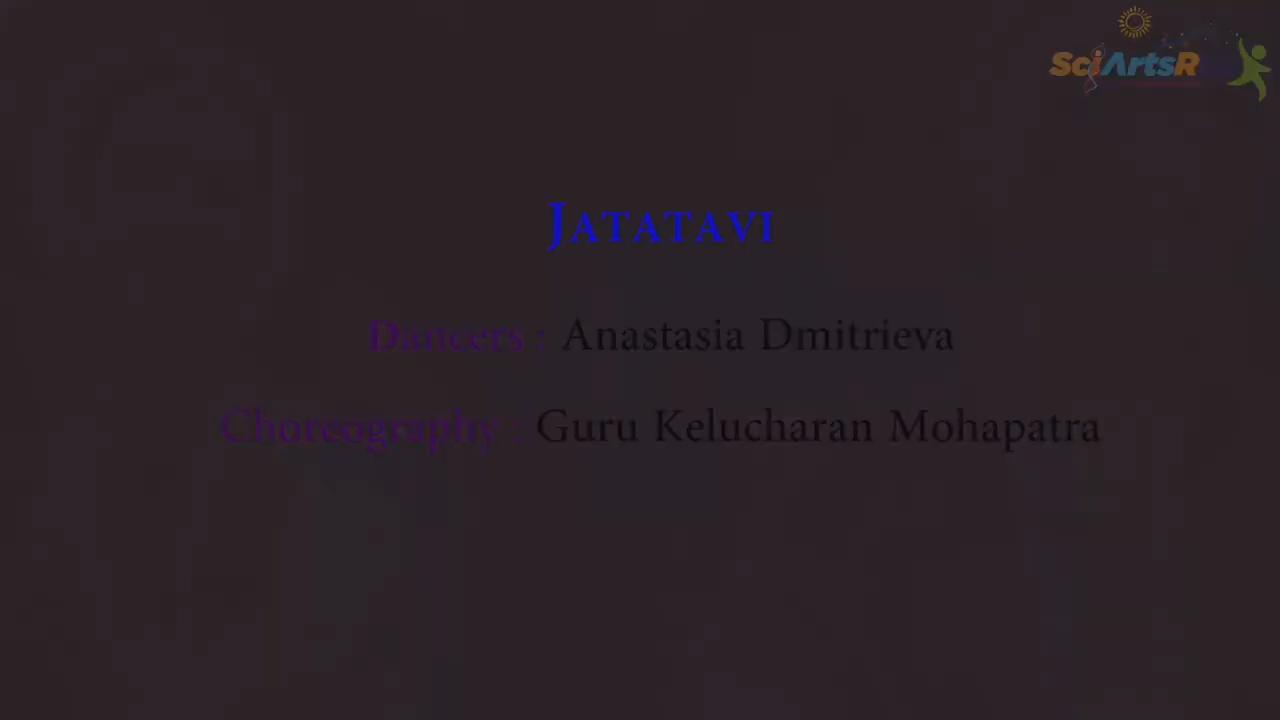 SciArtsR
JATATAVI
Dancers : Anastasia Dmitrieva
Choreography : Guru Kelucharan Mohapatra